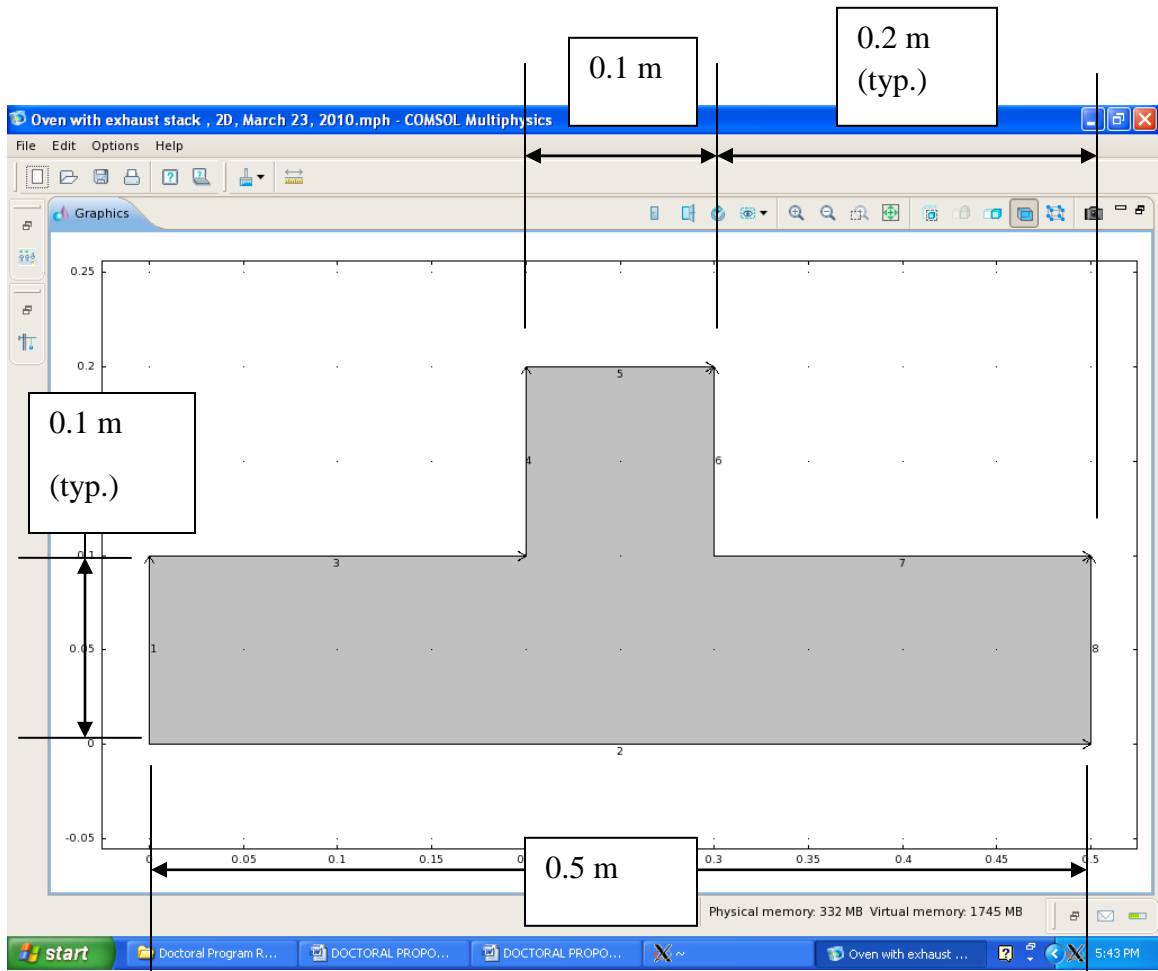 0.1 m
0.2 m
(typ.)
Oven with exhaust stack , 2D, March 23, 2010.mph - COMSOL Multiphysics
File Edit Options Help
Graphics
0.25
0.2
5
0.1 m
(typ.)
4
6
0.1
3
7
0.05
1
8
0
2
-0.05
0 0.05 0.1 0.15 0.3 0.35 0.4 0.45 0.5
0.5 m
Physical memory: 332 MB Virtual memory: 1745 MB
start Doctoral Program R... DOCTORAL PROPO... DOCTORAL PROPO... ~ Oven with exhaust ... 5:43 PM